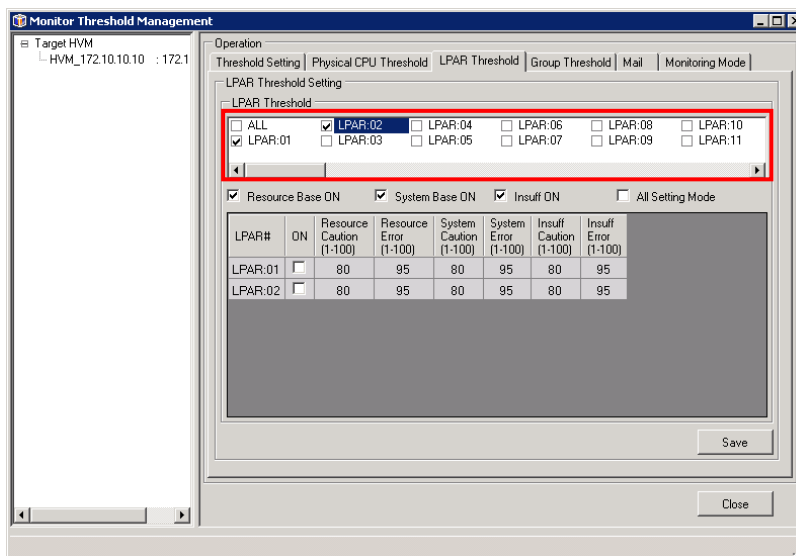 Monitor Threshold Management
Target HVM
HVM_172.10.10.10 : 172.1
Operation
Threshold Setting Physical CPU Threshold LPAR Threshold Group Threshold Mail Monitoring Mode
LPAR Threshold Setting
LPAR Threshold
ALL LPAR:02 LPAR:04 LPAR:06 LPAR:08 LPAR:10
LPAR:01 LPAR:03 LPAR:05 LPAR:07 LPAR:09 LPAR:11
Resource Base ON System Base ON Insuff ON All Setting Mode
Resource Resource System System Insuff Insuff
LPAR# ON Caution Error Caution Error Caution Error
(1-100) (1-100) (1-100) (1-100) (1-100) (1-100)
LPAR:01 80 95 80 95 80 95
LPAR:02 80 95 80 95 80 95
Save
Close